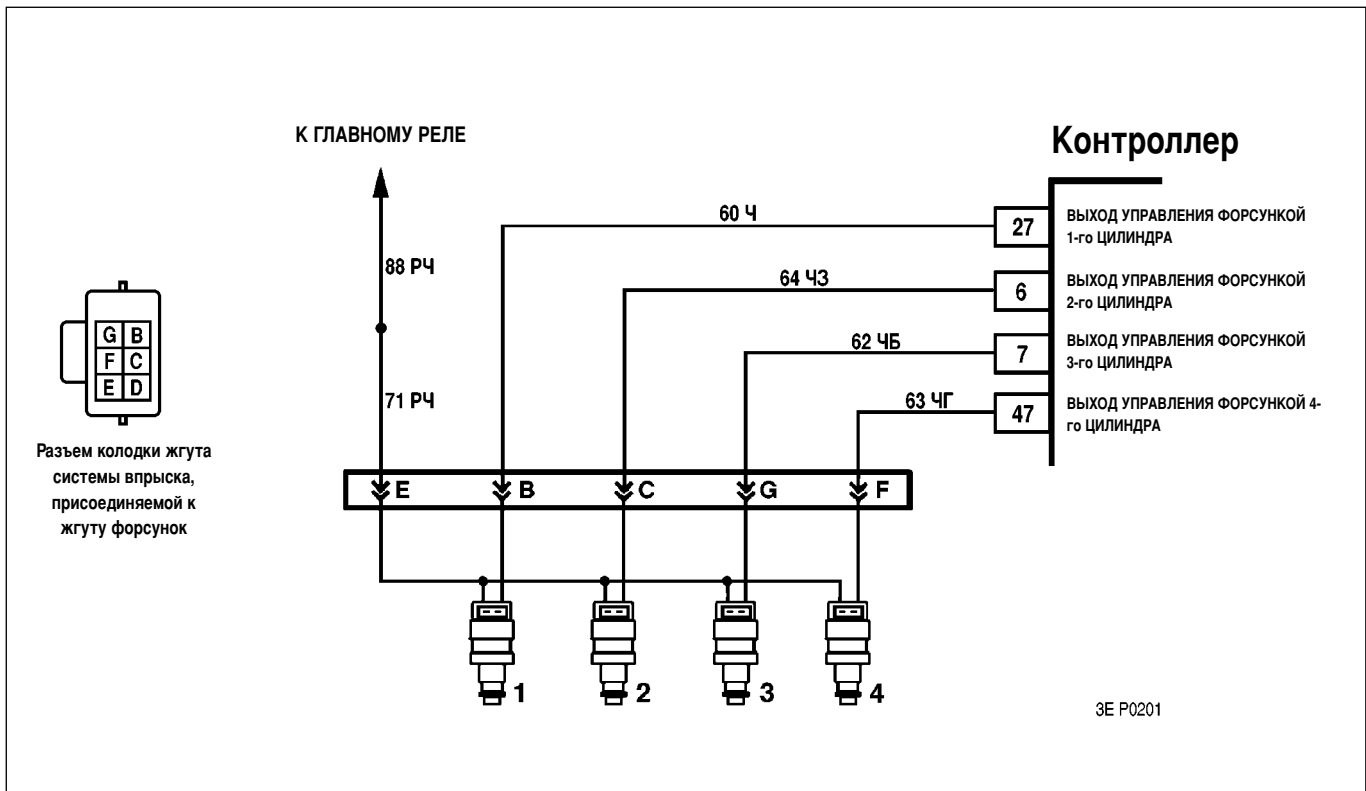 К ГЛАВНОМУ РЕЛЕ
Контроллер
60 Ч
27
ВЫХОД УПРАВЛЕНИЯ ФОРСУНКОЙ
1-го ЦИЛИНДРА
88 РЧ
64 ЧЗ
6
ВЫХОД УПРАВЛЕНИЯ ФОРСУНКОЙ
2-го ЦИЛИНДРА
62 ЧБ
7
ВЫХОД УПРАВЛЕНИЯ ФОРСУНКОЙ
3-го ЦИЛИНДРА
71 РЧ
63 ЧГ
47
ВЫХОД УПРАВЛЕНИЯ ФОРСУНКОЙ 4-
го ЦИЛИНДРА
G B
F C
E D
Разъем колодки жгута
системы впрыска,
присоединяемой к
жгуту форсунок
E B C G F
1 2 3 4
3E P0201